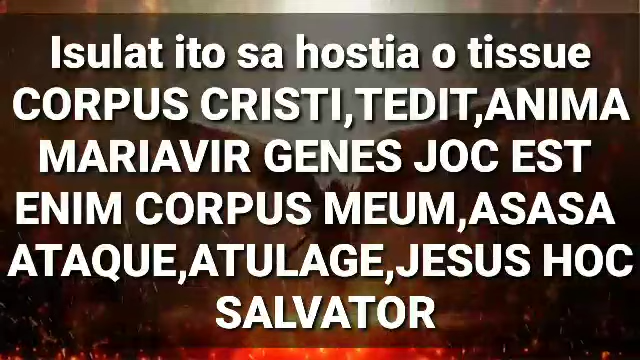 Isulat ito sa hostia o tissue
CORPUS CRISTI,TEDIT,ANIMA
MARIAVIR GENES JOC EST
ENIM CORPUS MEUM,ASASA
ATAQUE,ATULAGE,JESUS HOC
SALVATOR